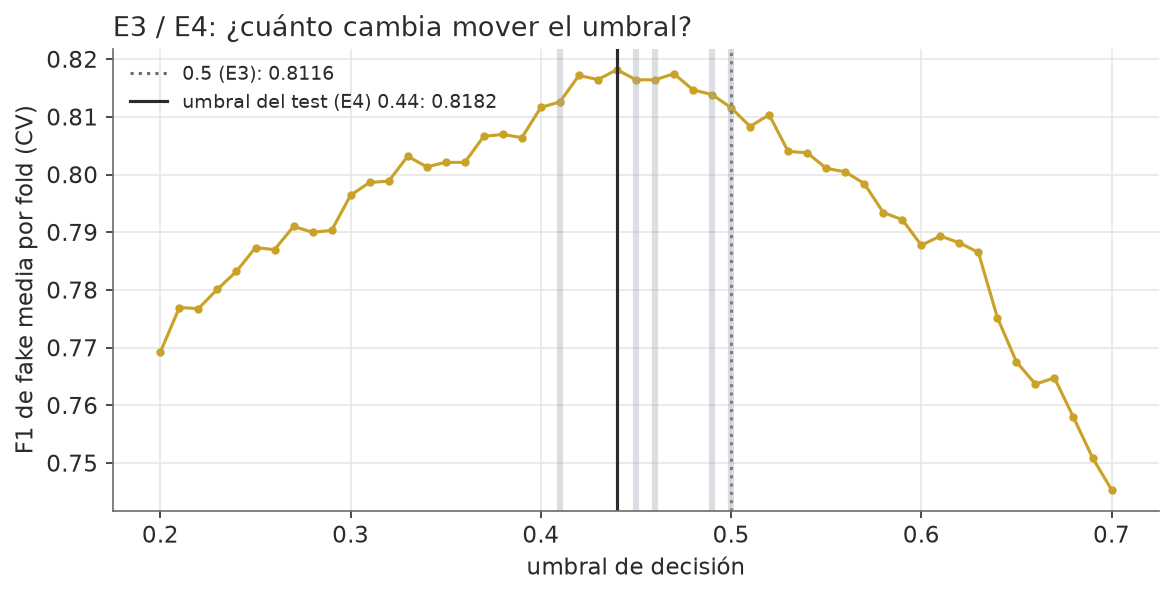 E3 / E4: ¿cuánto cambia mover el umbral?
0.5 (E3): 0.8116
umbral del test (E4) 0.44: 0.8182
F1 de fake media por fold (CV)
0.82
0.81
0.80
0.79
0.78
0.77
0.76
0.75
0.2 0.3 0.4 0.5 0.6 0.7
umbral de decisión